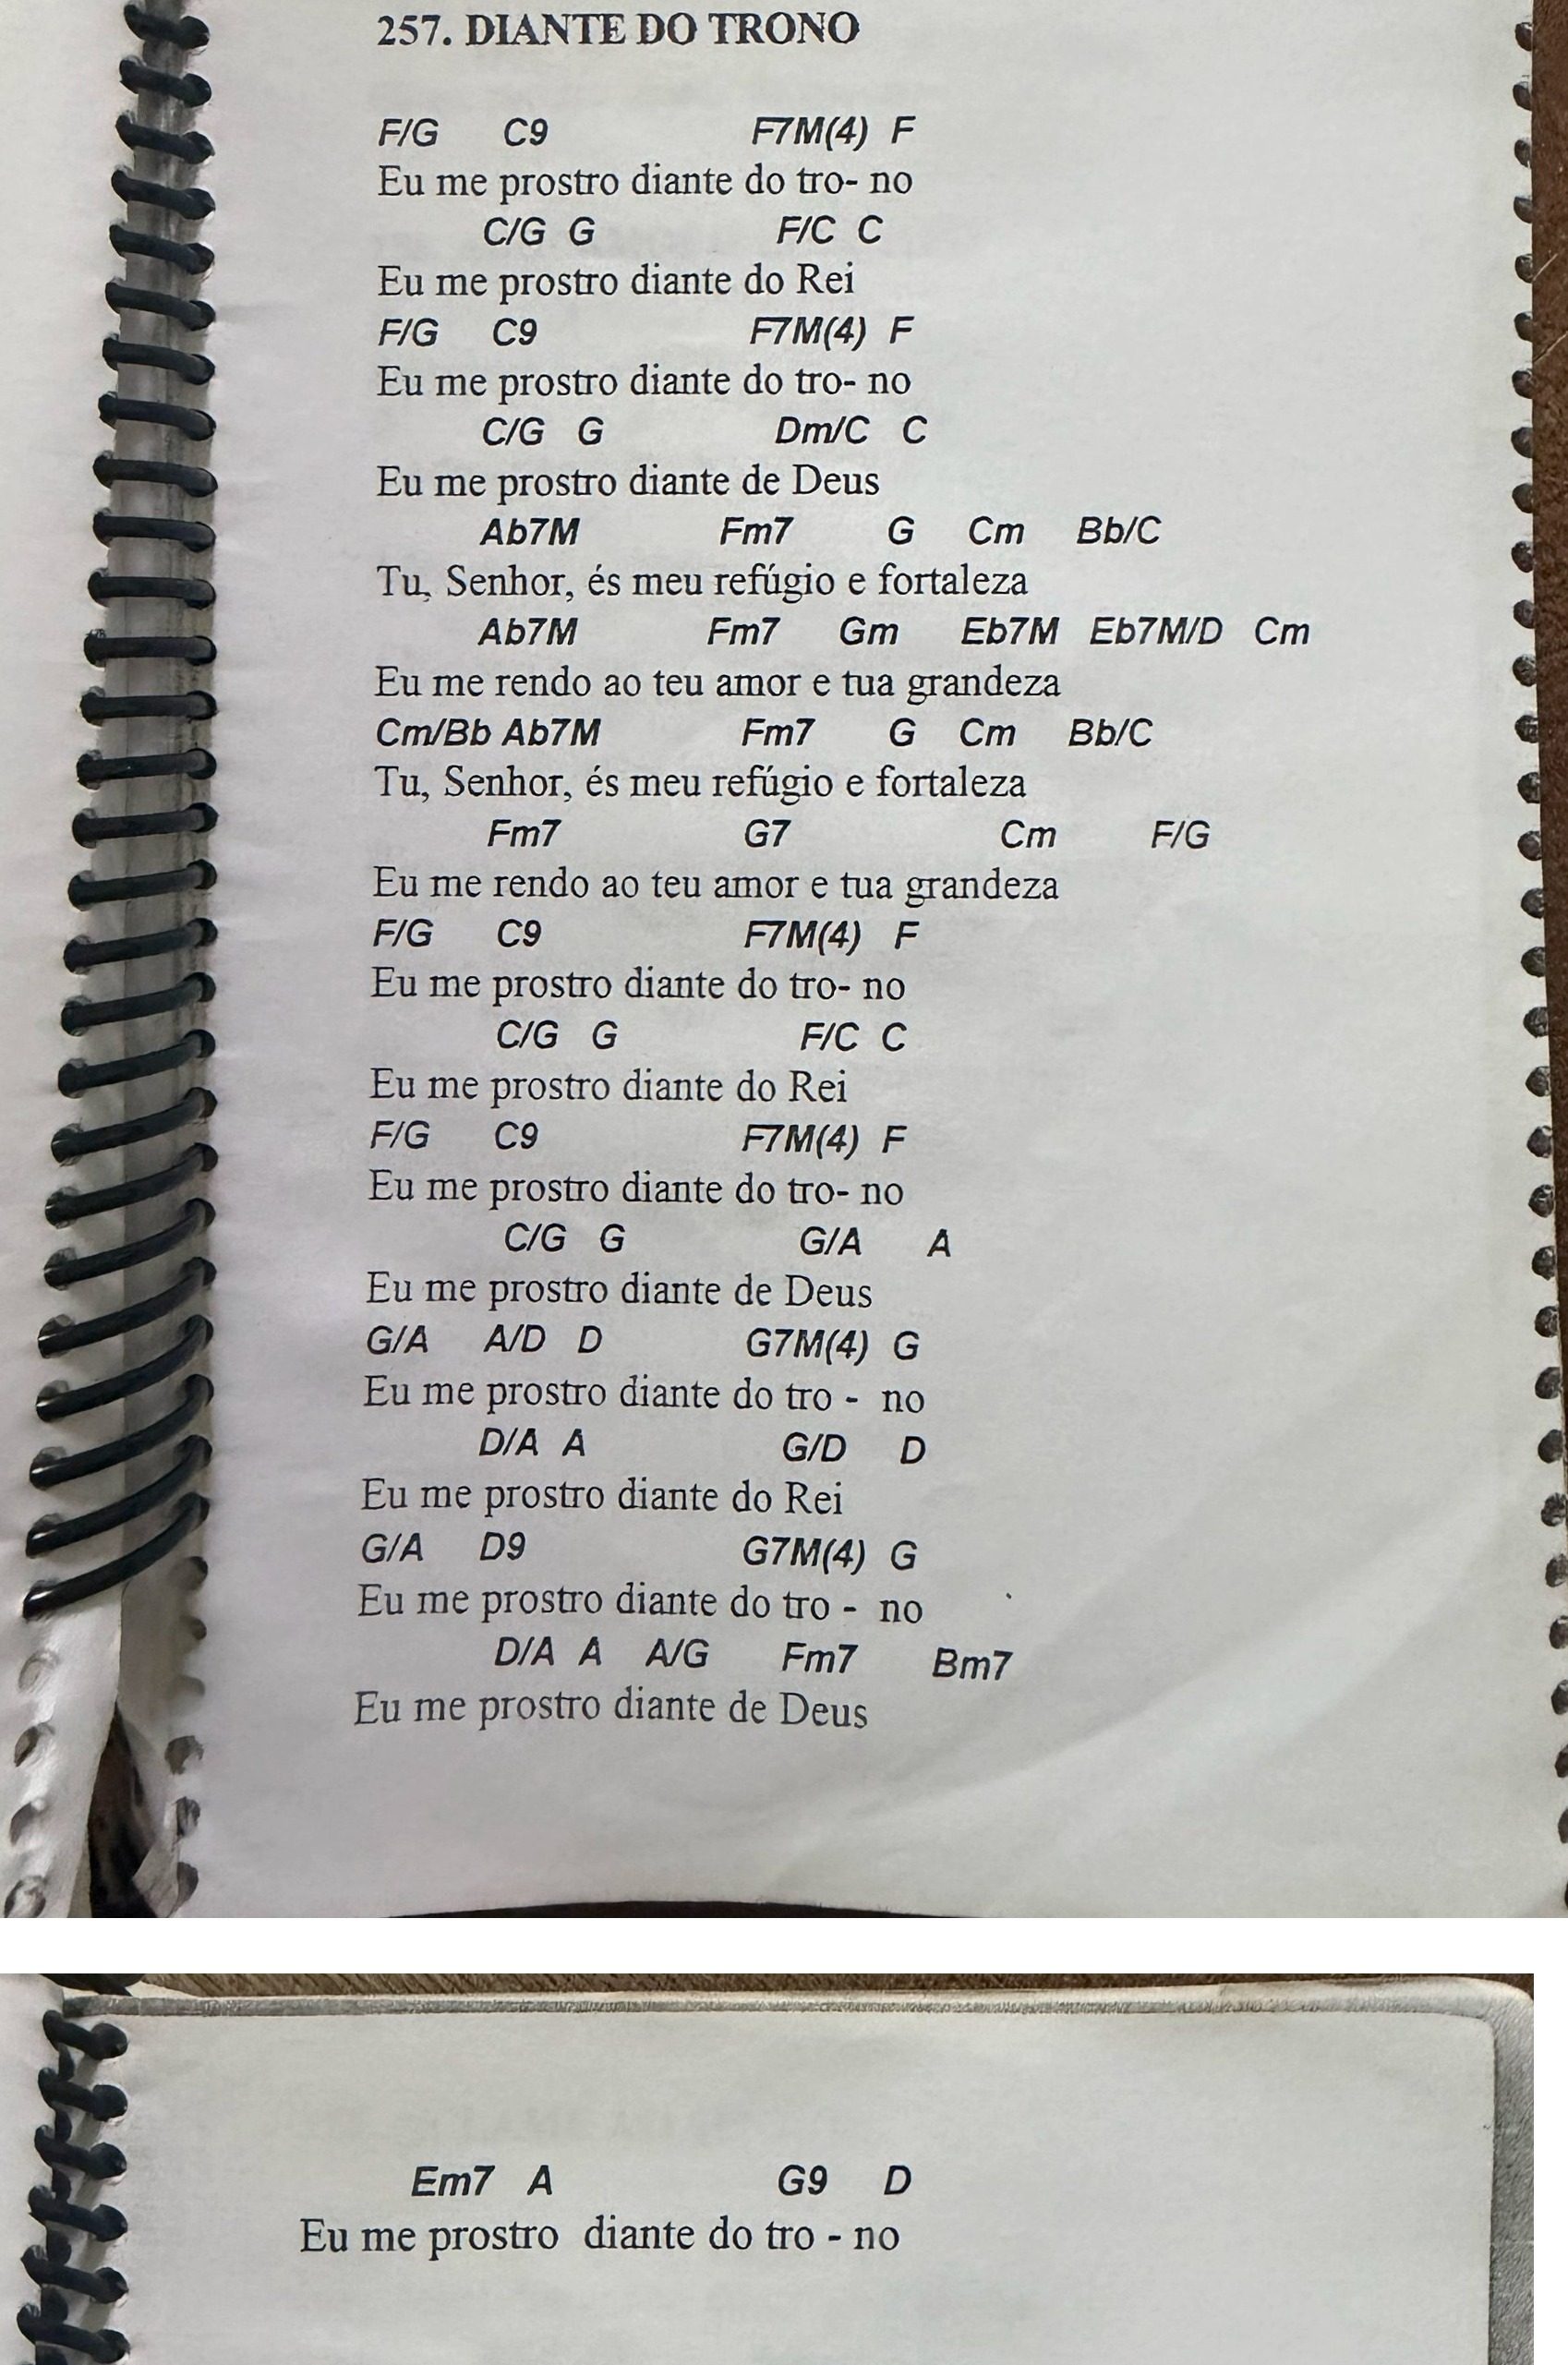 257. DIANTE DO TRONO
F/G C9 F7M(4) F
Eu me prostro diante do tro- no
C/G G F/C C
Eu me prostro diante do Rei
F/G C9 F7M(4) F
Eu me prostro diante do tro- no
C/G G Dm/C C
Eu me prostro diante de Deus
Ab7M Fm7 G Cm Bb/C
Tu, Senhor, és meu refúgio e fortaleza
Ab7M Fm7 Gm Eb7M Eb7M/D Cm
Eu me rendo ao teu amor e tua grandeza
Cm/Bb Ab7M Fm7 G Cm Bb/C
Tu, Senhor, és meu refúgio e fortaleza
Fm7 G7 Cm F/G
Eu me rendo ao teu amor e tua grandeza
F/G C9 F7M(4) F
Eu me prostro diante do tro- no
C/G G F/C C
Eu me prostro diante do Rei
F/G C9 F7M(4) F
Eu me prostro diante do tro- no
C/G G G/A A
Eu me prostro diante de Deus
G/A A/D D G7M(4) G
Eu me prostro diante do tro - no
D/A A G/D D
Eu me prostro diante do Rei
G/A D9 G7M(4) G
Eu me prostro diante do tro - no
D/A A A/G Fm7 Bm7
Eu me prostro diante de Deus
Em7 A G9 D
Eu me prostro diante do tro - no